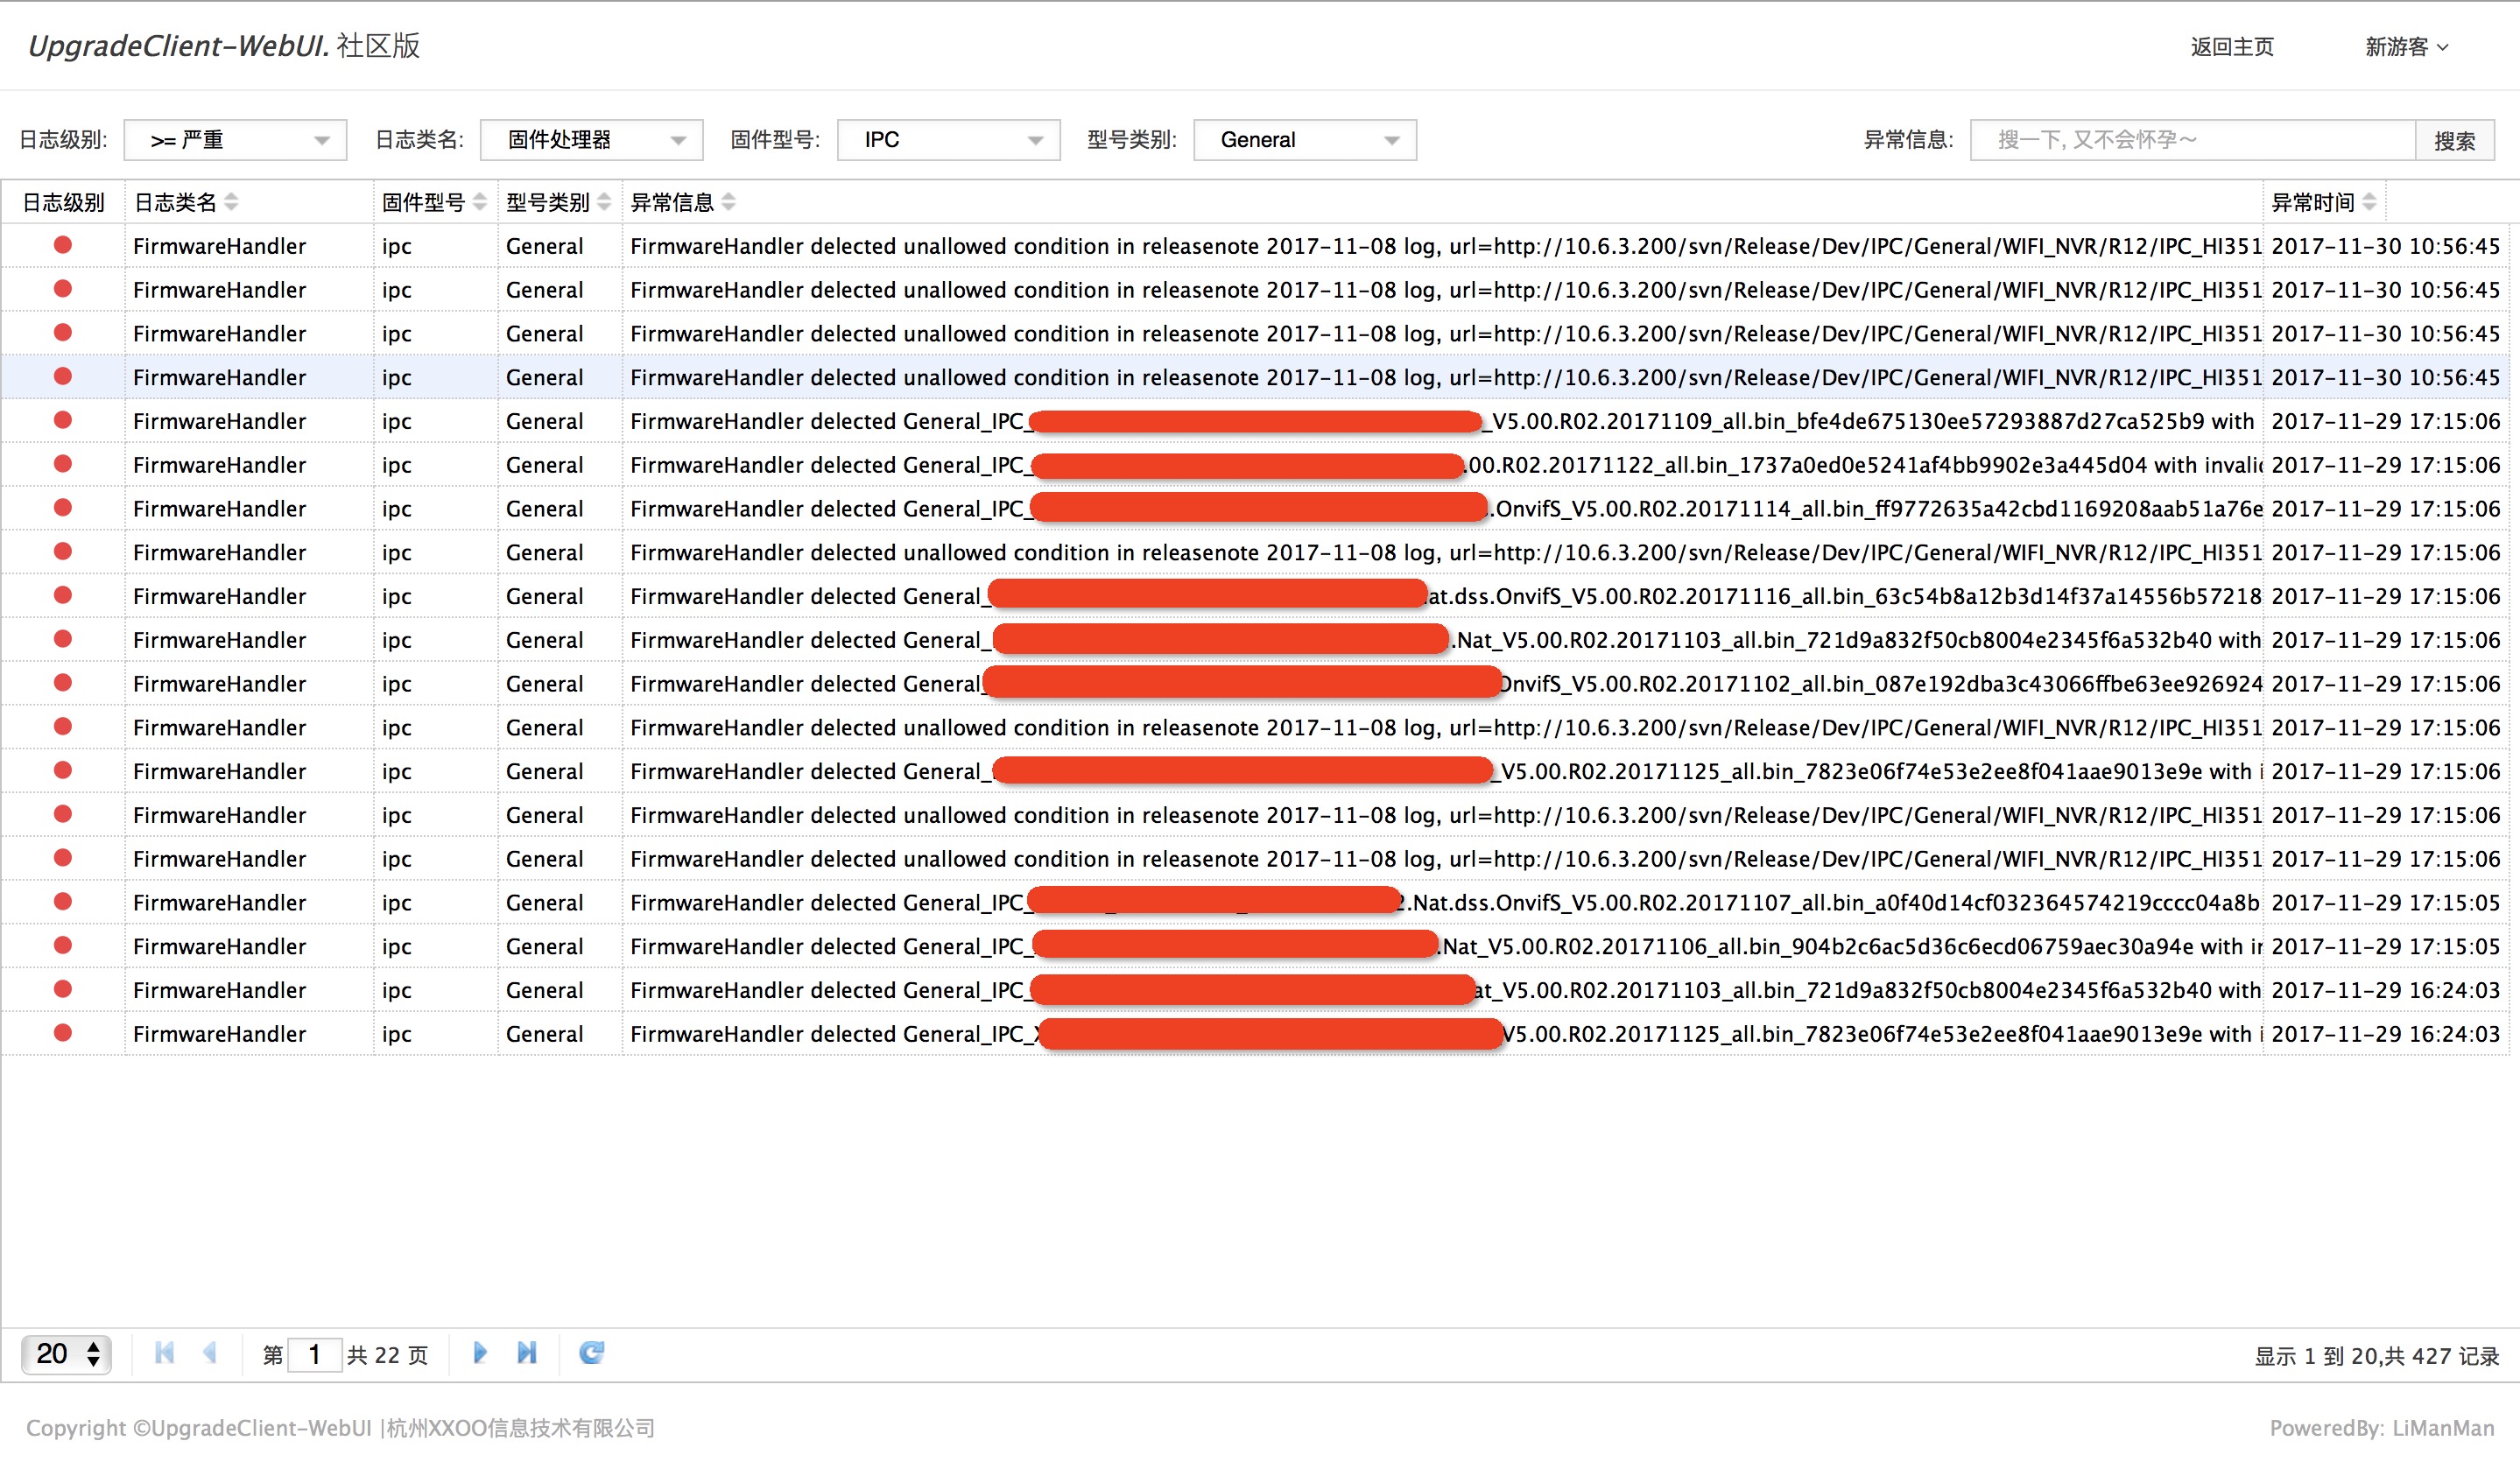 UpgradeClient-WebUI. 社区版 返回主页 新游客
日志级别: >= 严重 日志类名: 固件处理器 固件型号: IPC 型号类别: General 异常信息: 搜一下, 又不会怀孕～ 搜索
日志级别 日志类名 固件型号 型号类别 异常信息 异常时间
FirmwareHandler ipc General FirmwareHandler delected unallowed condition in releasenote 2017-11-08 log, url=http://10.6.3.200/svn/Release/Dev/IPC/General/WIFI_NVR/R12/IPC_HI351 2017-11-30 10:56:45
FirmwareHandler ipc General FirmwareHandler delected unallowed condition in releasenote 2017-11-08 log, url=http://10.6.3.200/svn/Release/Dev/IPC/General/WIFI_NVR/R12/IPC_HI351 2017-11-30 10:56:45
FirmwareHandler ipc General FirmwareHandler delected unallowed condition in releasenote 2017-11-08 log, url=http://10.6.3.200/svn/Release/Dev/IPC/General/WIFI_NVR/R12/IPC_HI351 2017-11-30 10:56:45
FirmwareHandler ipc General FirmwareHandler delected unallowed condition in releasenote 2017-11-08 log, url=http://10.6.3.200/svn/Release/Dev/IPC/General/WIFI_NVR/R12/IPC_HI351 2017-11-30 10:56:45
FirmwareHandler ipc General FirmwareHandler delected General_IPC_ _V5.00.R02.20171109_all.bin_bfe4de675130ee57293887d27ca525b9 with 2017-11-29 17:15:06
FirmwareHandler ipc General FirmwareHandler delected General_IPC_ .00.R02.20171122_all.bin_1737a0ed0e5241af4bb9902e3a445d04 with invalid 2017-11-29 17:15:06
FirmwareHandler ipc General FirmwareHandler delected General_IPC_ .OnvifS_V5.00.R02.20171114_all.bin_ff9772635a42cbd1169208aab51a76e 2017-11-29 17:15:06
FirmwareHandler ipc General FirmwareHandler delected unallowed condition in releasenote 2017-11-08 log, url=http://10.6.3.200/svn/Release/Dev/IPC/General/WIFI_NVR/R12/IPC_HI351 2017-11-29 17:15:06
FirmwareHandler ipc General FirmwareHandler delected General_ at.dss.OnvifS_V5.00.R02.20171116_all.bin_63c54b8a12b3d14f37a14556b57218 2017-11-29 17:15:06
FirmwareHandler ipc General FirmwareHandler delected General_ .Nat_V5.00.R02.20171103_all.bin_721d9a832f50cb8004e2345f6a532b40 with 2017-11-29 17:15:06
FirmwareHandler ipc General FirmwareHandler delected General_ OnvifS_V5.00.R02.20171102_all.bin_087e192dba3c43066ffbe63ee926924 2017-11-29 17:15:06
FirmwareHandler ipc General FirmwareHandler delected unallowed condition in releasenote 2017-11-08 log, url=http://10.6.3.200/svn/Release/Dev/IPC/General/WIFI_NVR/R12/IPC_HI351 2017-11-29 17:15:06
FirmwareHandler ipc General FirmwareHandler delected General_ _V5.00.R02.20171125_all.bin_7823e06f74e53e2ee8f041aae9013e9e with i 2017-11-29 17:15:06
FirmwareHandler ipc General FirmwareHandler delected unallowed condition in releasenote 2017-11-08 log, url=http://10.6.3.200/svn/Release/Dev/IPC/General/WIFI_NVR/R12/IPC_HI351 2017-11-29 17:15:06
FirmwareHandler ipc General FirmwareHandler delected unallowed condition in releasenote 2017-11-08 log, url=http://10.6.3.200/svn/Release/Dev/IPC/General/WIFI_NVR/R12/IPC_HI351 2017-11-29 17:15:06
FirmwareHandler ipc General FirmwareHandler delected General_IPC_ .Nat.dss.OnvifS_V5.00.R02.20171107_all.bin_a0f40d14cf032364574219cccc04a8b 2017-11-29 17:15:05
FirmwareHandler ipc General FirmwareHandler delected General_IPC_ .Nat_V5.00.R02.20171106_all.bin_904b2c6ac5d36c6ecd06759aec30a94e with in 2017-11-29 17:15:05
FirmwareHandler ipc General FirmwareHandler delected General_IPC_ at_V5.00.R02.20171103_all.bin_721d9a832f50cb8004e2345f6a532b40 with 2017-11-29 16:24:03
FirmwareHandler ipc General FirmwareHandler delected General_IPC_ V5.00.R02.20171125_all.bin_7823e06f74e53e2ee8f041aae9013e9e with i 2017-11-29 16:24:03
20 第 1 共 22 页 显示 1 到 20,共 427 记录
Copyright ©UpgradeClient-WebUI |杭州XXOO信息技术有限公司 PoweredBy: LiManMan